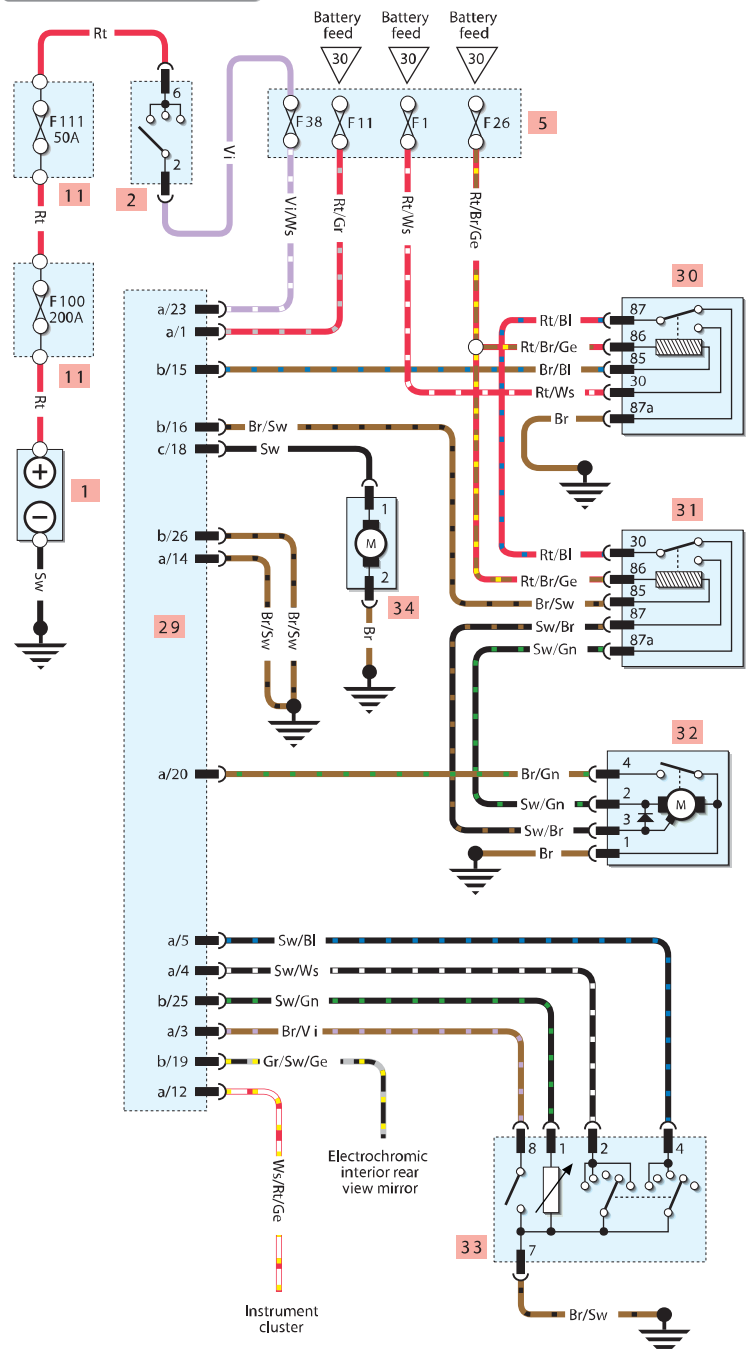 Battery
feed
30
Battery
feed
30
Battery
feed
30
Rt
F111
50A
11
6
2
2
Vi
F38
F11
F1
F26
5
Rt
Vi/Ws
Rt/Gr
Rt/Ws
Rt/Br/Ge
F100
200A
11
Rt
+
−
1
Sw
29
a/23
a/1
b/15
b/16
Br/Sw
c/18
Sw
b/26
a/14
Br/Sw
Br/Sw
1
M
2
34
Br
30
Rt/Bl
87
Rt/Br/Ge
86
Br/Bl
85
Rt/Ws
30
Br
87a
31
Rt/Bl
30
Rt/Br/Ge
86
Br/Sw
85
Sw/Br
87
Sw/Gn
87a
32
a/20
Br/Gn
4
Sw/Gn
2
M
Sw/Br
3
Br
1
a/5
Sw/Bl
a/4
Sw/Ws
b/25
Sw/Gn
a/3
Br/Vi
b/19
Gr/Sw/Ge
a/12
Ws/Rt/Ge
Electrochromic
interior rear
view mirror
Instrument
cluster
8
1
2
4
33
7
Br/Sw